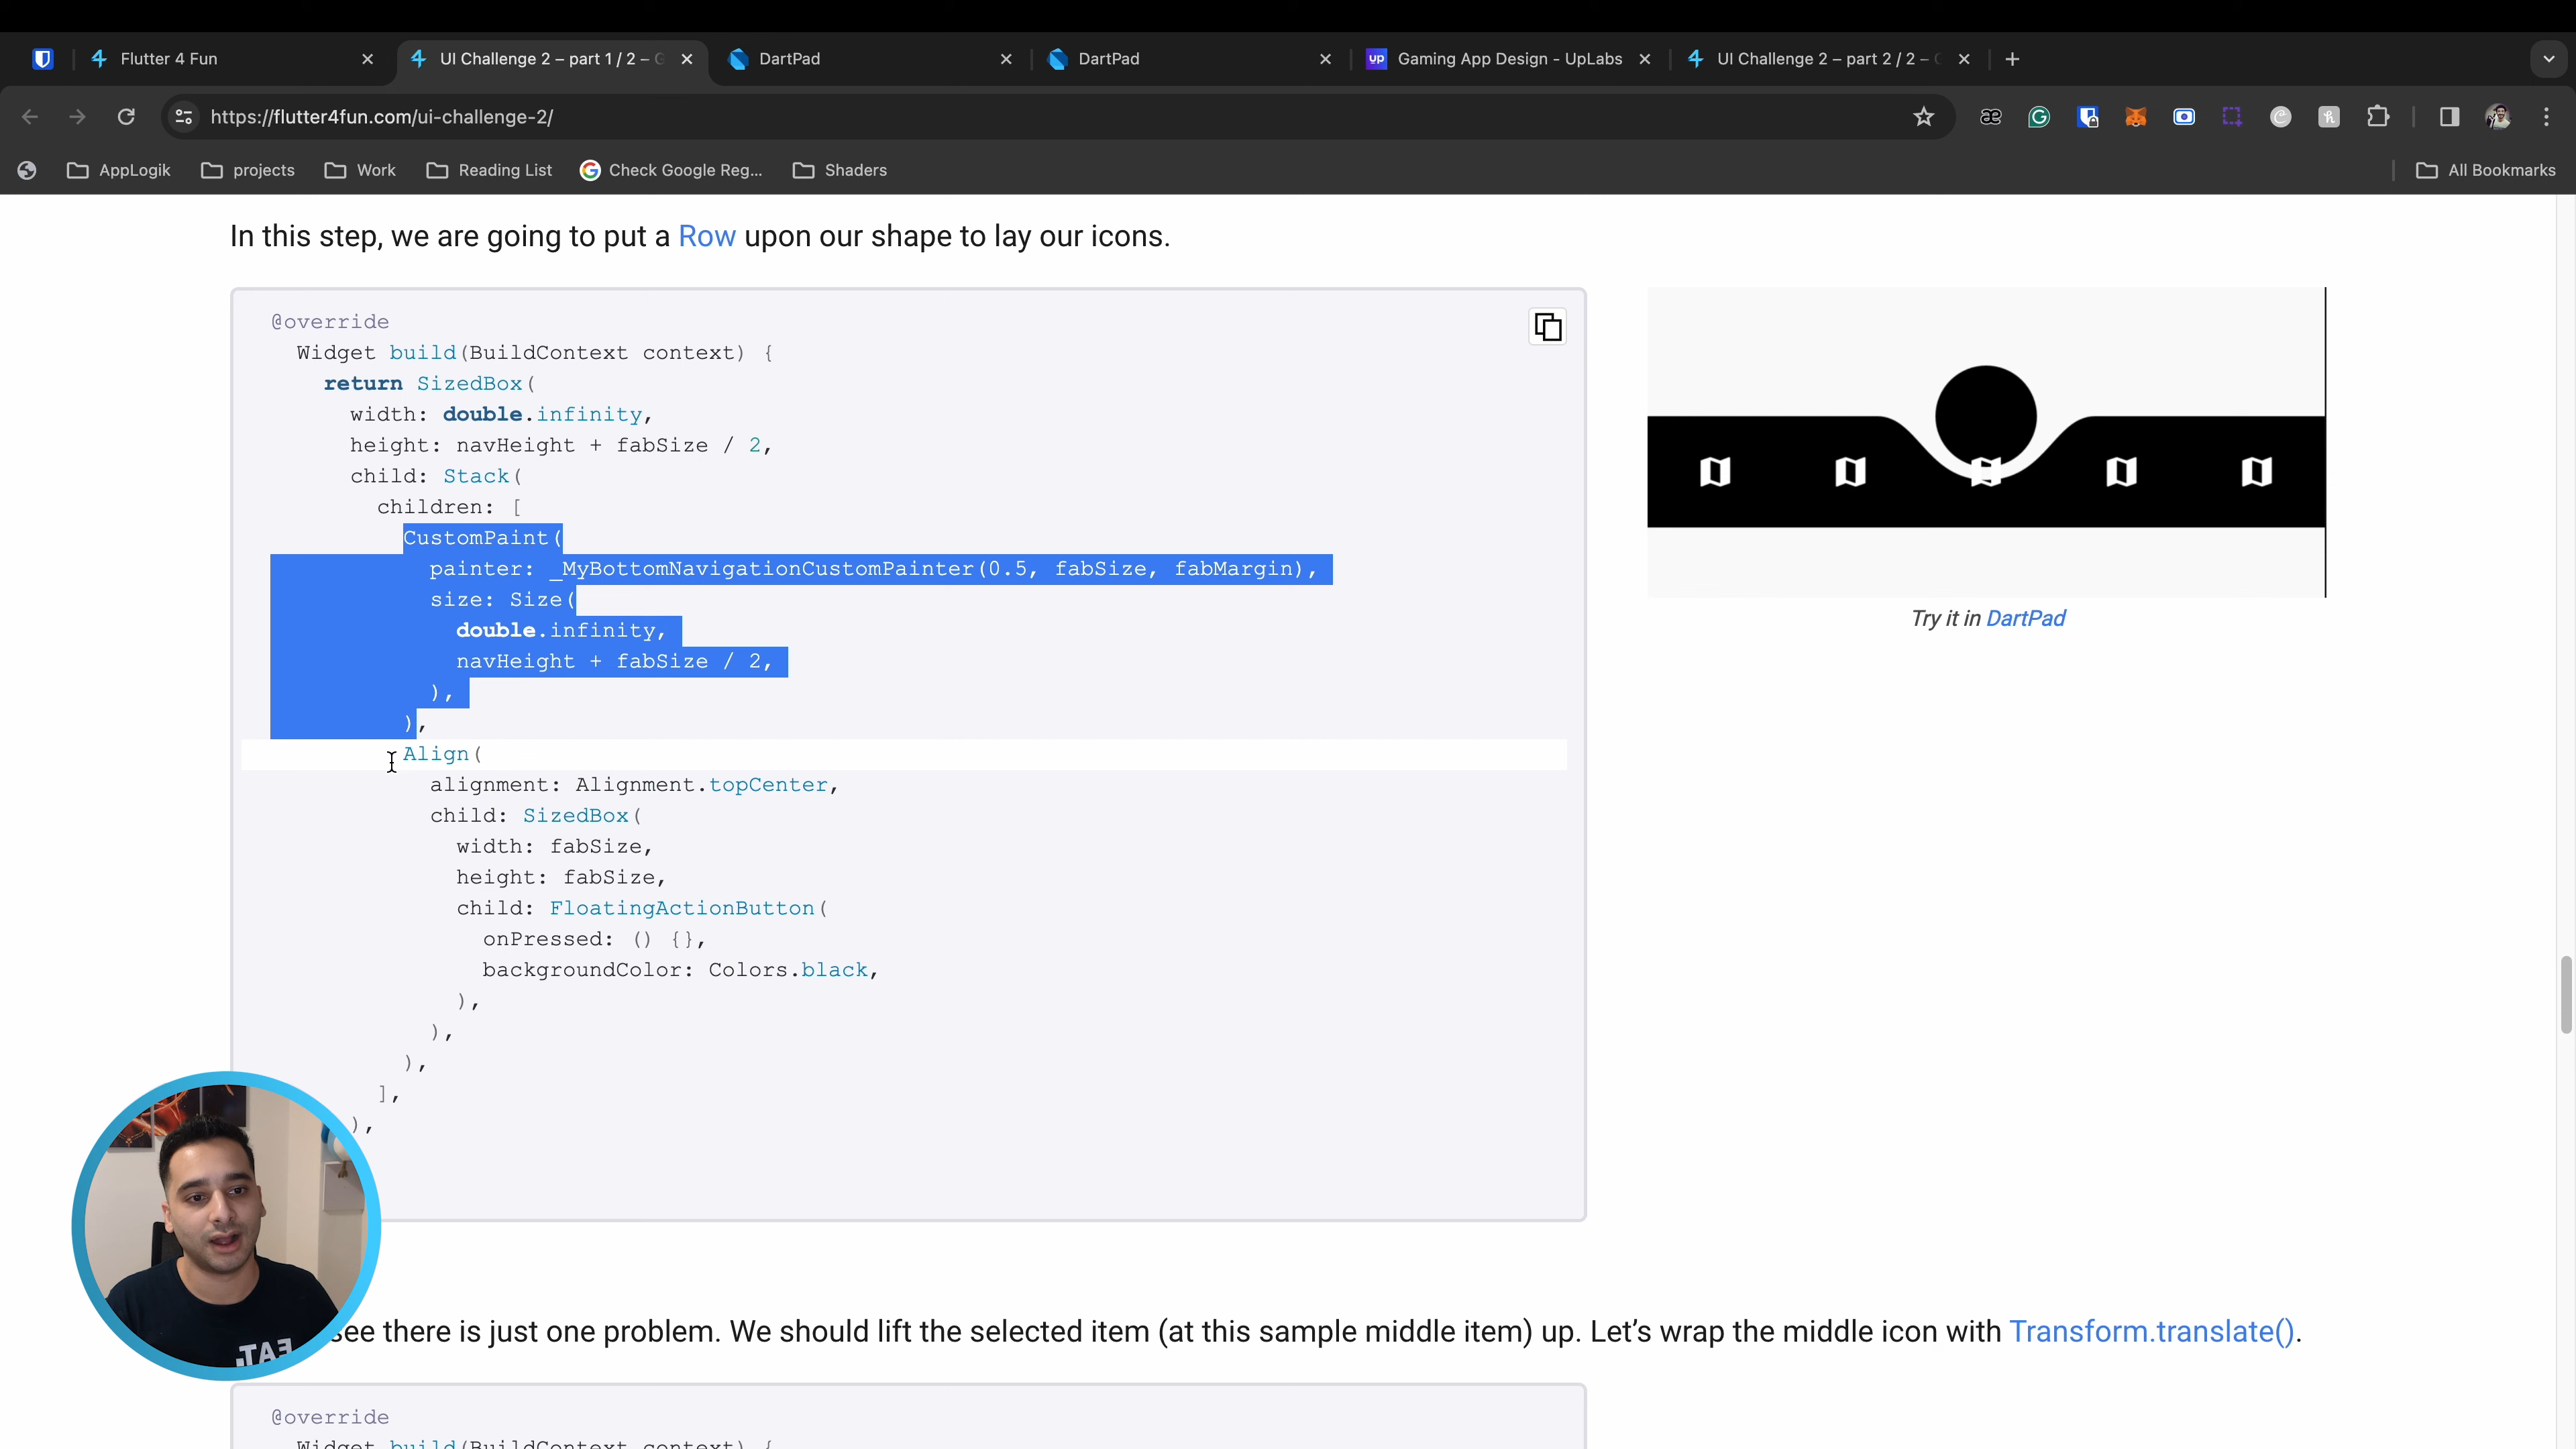 Flutter 4 Fun
UI Challenge 2 – part 1 / 2 –
DartPad
DartPad
Gaming App Design - UpLabs
UI Challenge 2 – part 2 / 2 –
https://flutter4fun.com/ui-challenge-2/
AppLogik
projects
Work
Reading List
Check Google Reg...
Shaders
All Bookmarks
In this step, we are going to put a Row upon our shape to lay our icons.
@override
Widget build(BuildContext context) {
return SizedBox(
width: double.infinity,
height: navHeight + fabSize / 2,
child: Stack(
children: [
CustomPaint(
painter: _MyBottomNavigationCustomPainter(0.5, fabSize, fabMargin),
size: Size(
double.infinity,
navHeight + fabSize / 2,
),
),
Align(
alignment: Alignment.topCenter,
child: SizedBox(
width: fabSize,
height: fabSize,
child: FloatingActionButton(
onPressed: () {},
backgroundColor: Colors.black,
),
),
),
],
),
Try it in DartPad
see there is just one problem. We should lift the selected item (at this sample middle item) up. Let's wrap the middle icon with Transform.translate().
@override
Widget build(BuildContext context) {